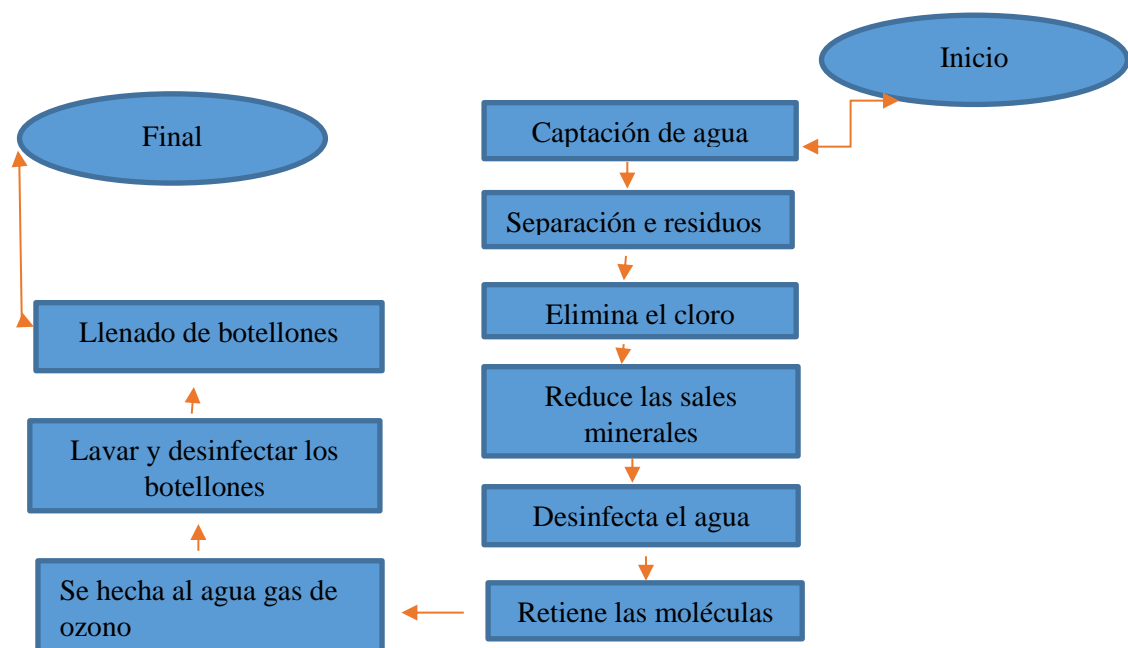 Inicio
Captación de agua
Separación e residuos
Elimina el cloro
Reduce las sales
minerales
Desinfecta el agua
Retiene las moléculas
Se hecha al agua gas de
ozono
Lavar y desinfectar los
botellones
Llenado de botellones
Final